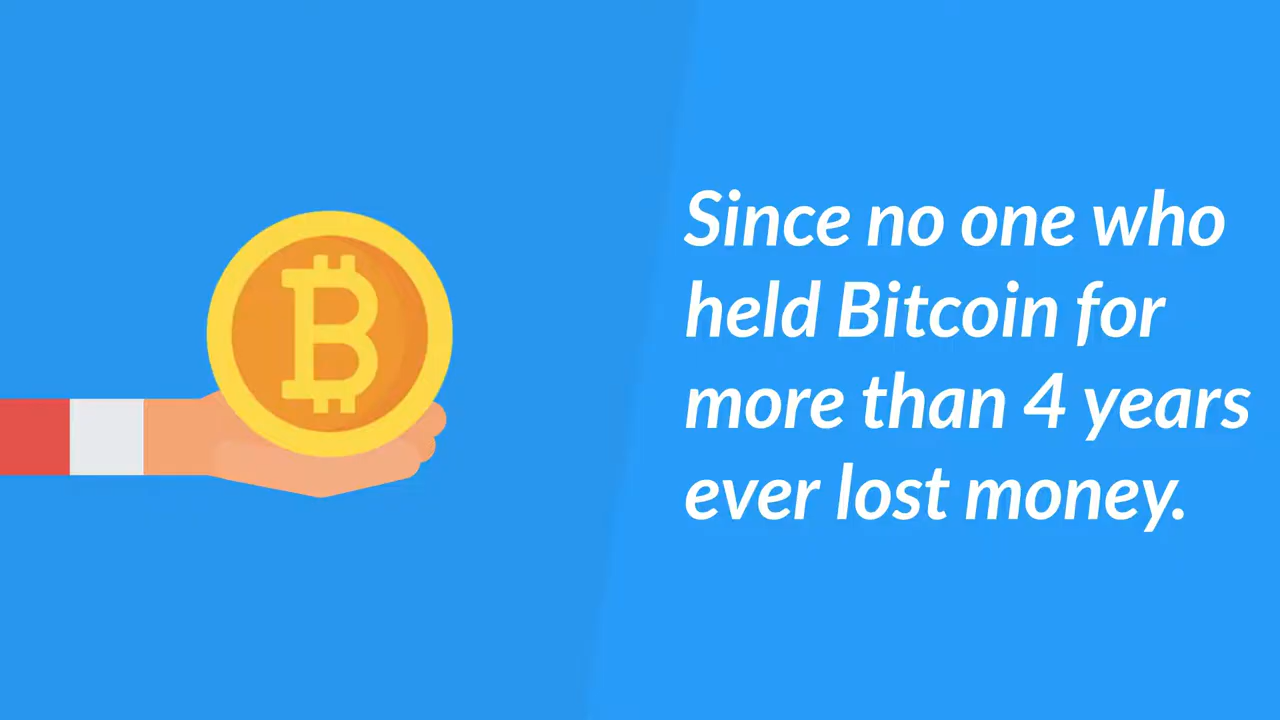 Since no one who
held Bitcoin for
more than 4 years
ever lost money.